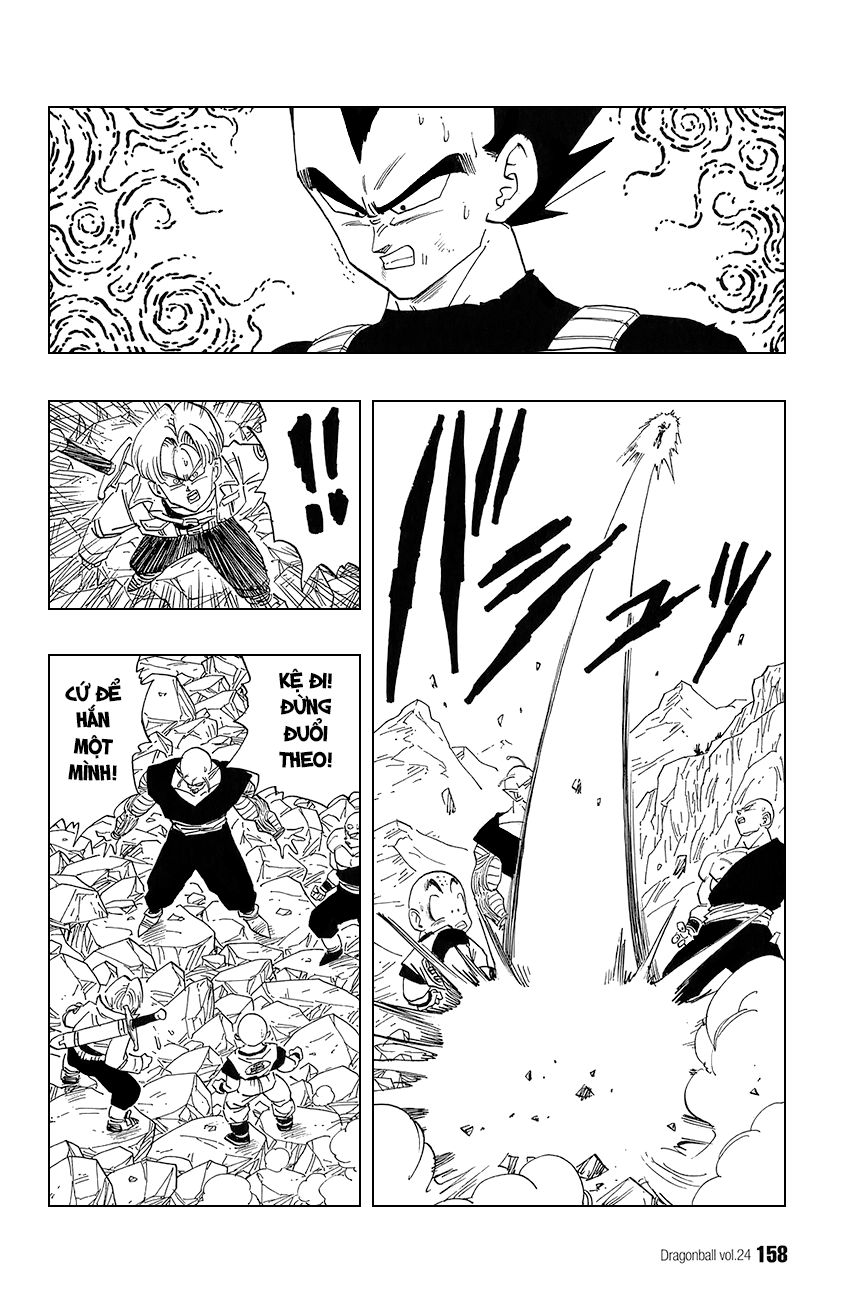 バシュッ
!!
KỆ ĐI!
ĐỪNG
ĐUỔI
THEO!
CỨ ĐỂ
HẮN
MỘT
MÌNH!
Dragonball vol.24 158